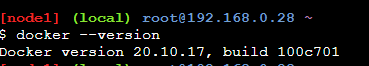 [node1] (local) root@192.168.0.28 ~
$ docker --version
Docker version 20.10.17, build 100c701